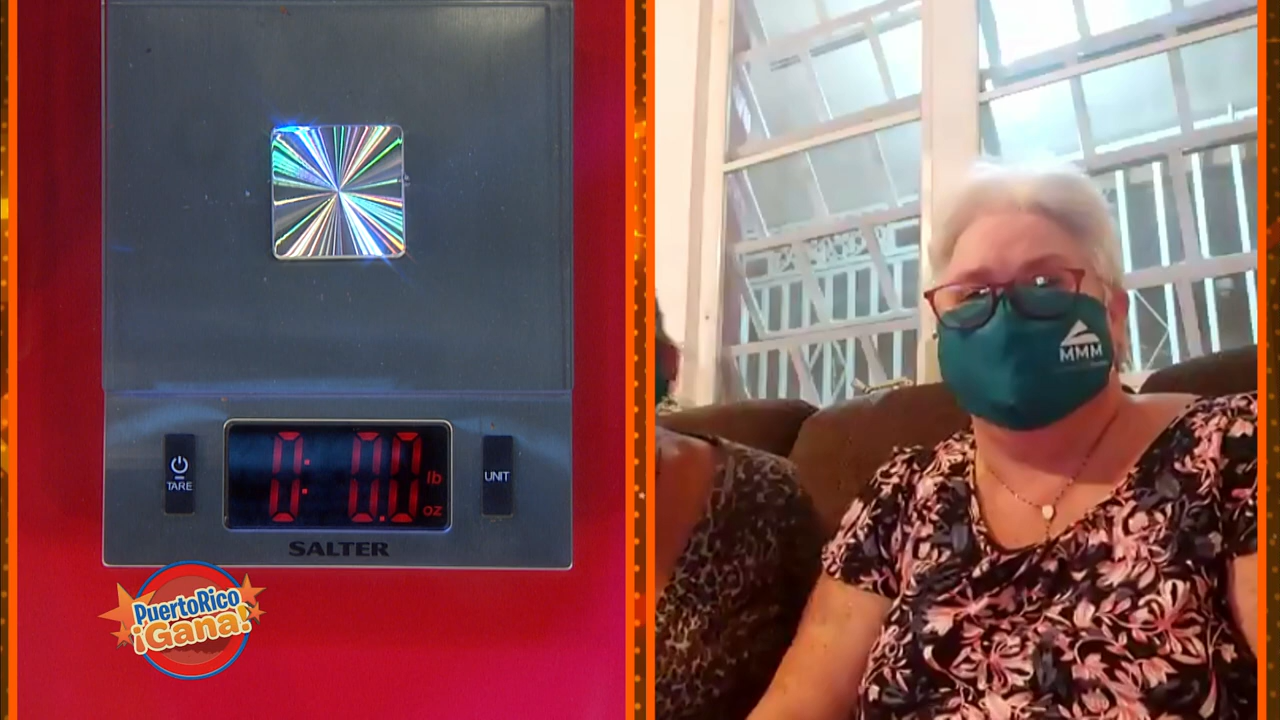 TARE
0: 0.0 lb
oz
UNIT
SALTER
PuertoRico
¡Gana!
MMM